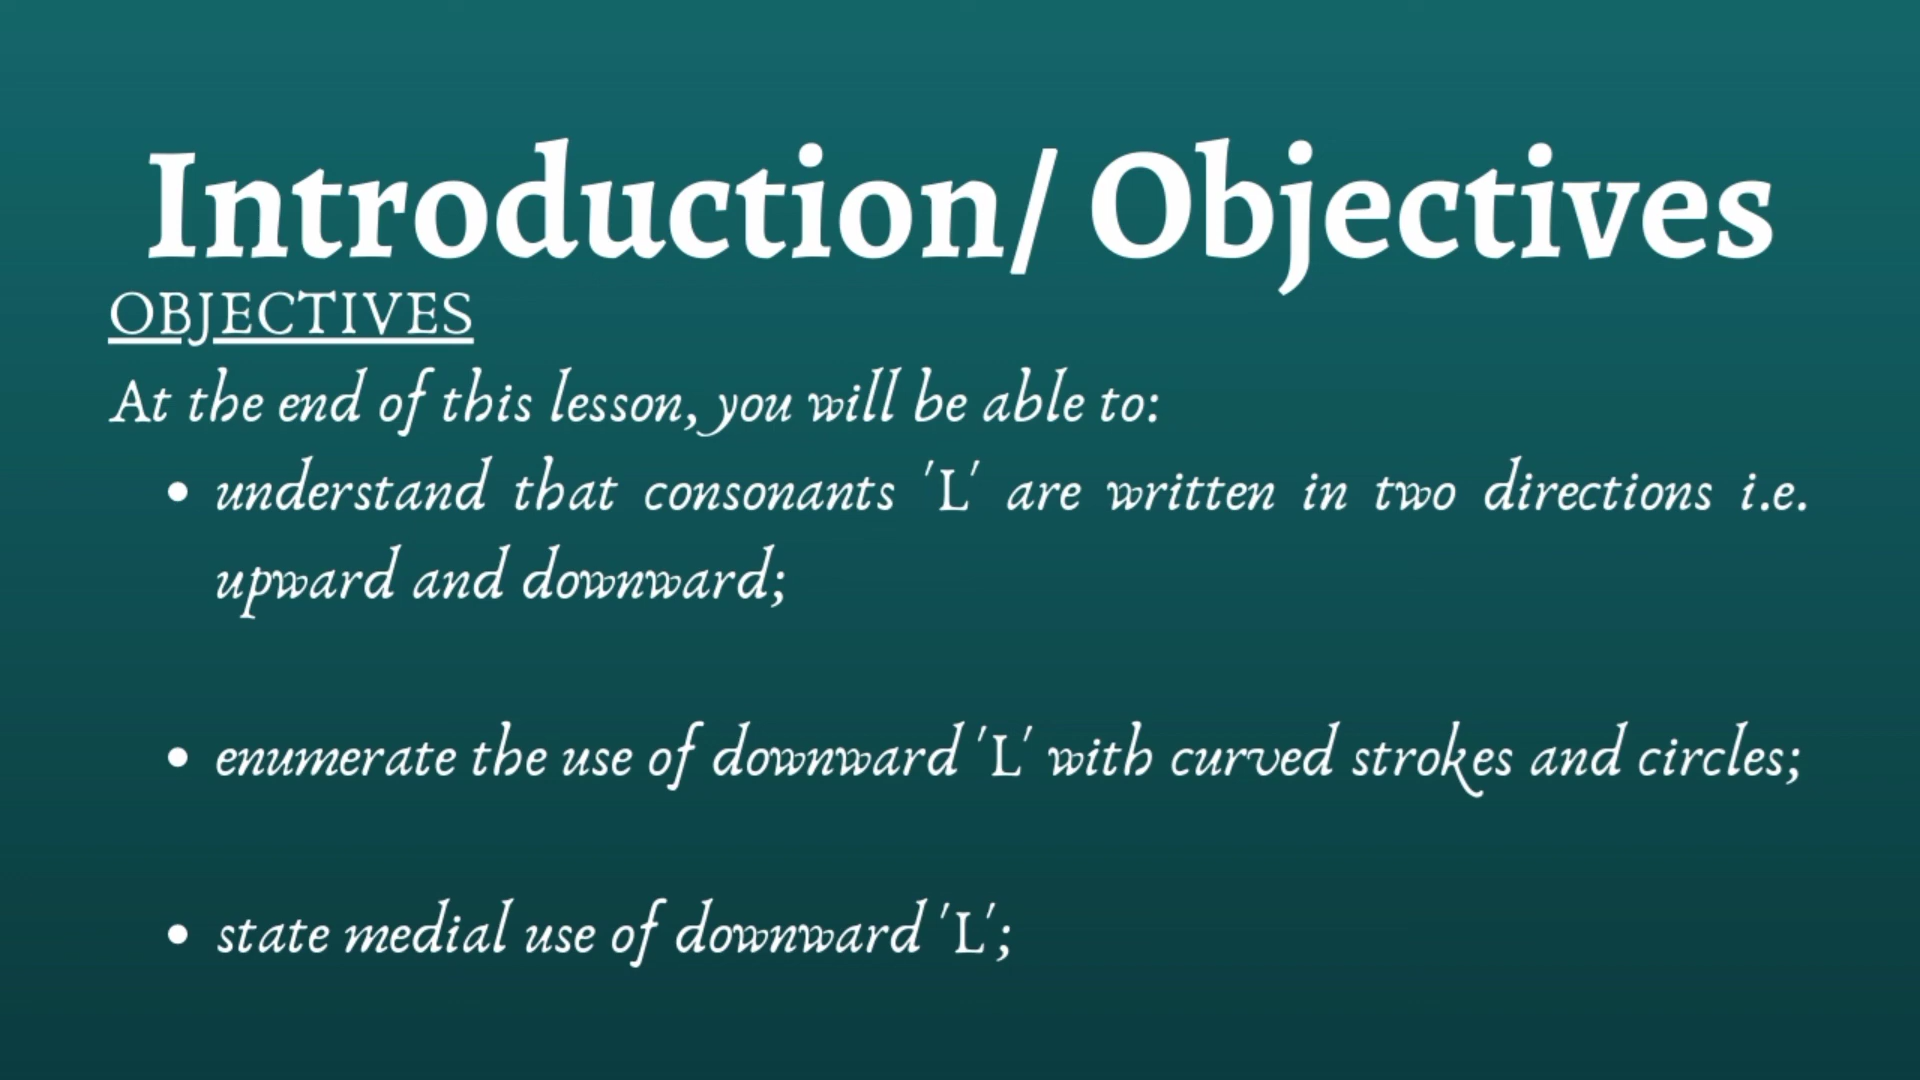 Introduction/ Objectives
OBJECTIVES
At the end of this lesson, you will be able to:
• understand that consonants 'L' are written in two directions i.e.
upward and downward;
• enumerate the use of downward 'L' with curved strokes and circles;
• state medial use of downward 'L';